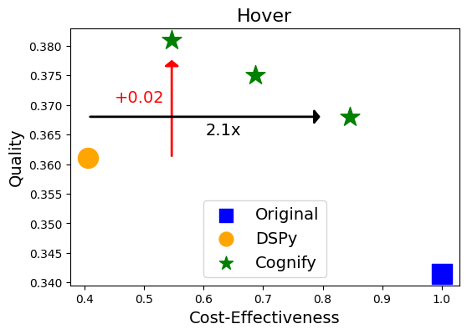 Hover
0.380
0.375
0.370
0.365
0.360
0.355
0.350
0.345
0.340
Quality
+0.02
2.1x
Original
DSPy
Cognify
0.4
0.5
0.6
0.7
0.8
0.9
1.0
Cost-Effectiveness